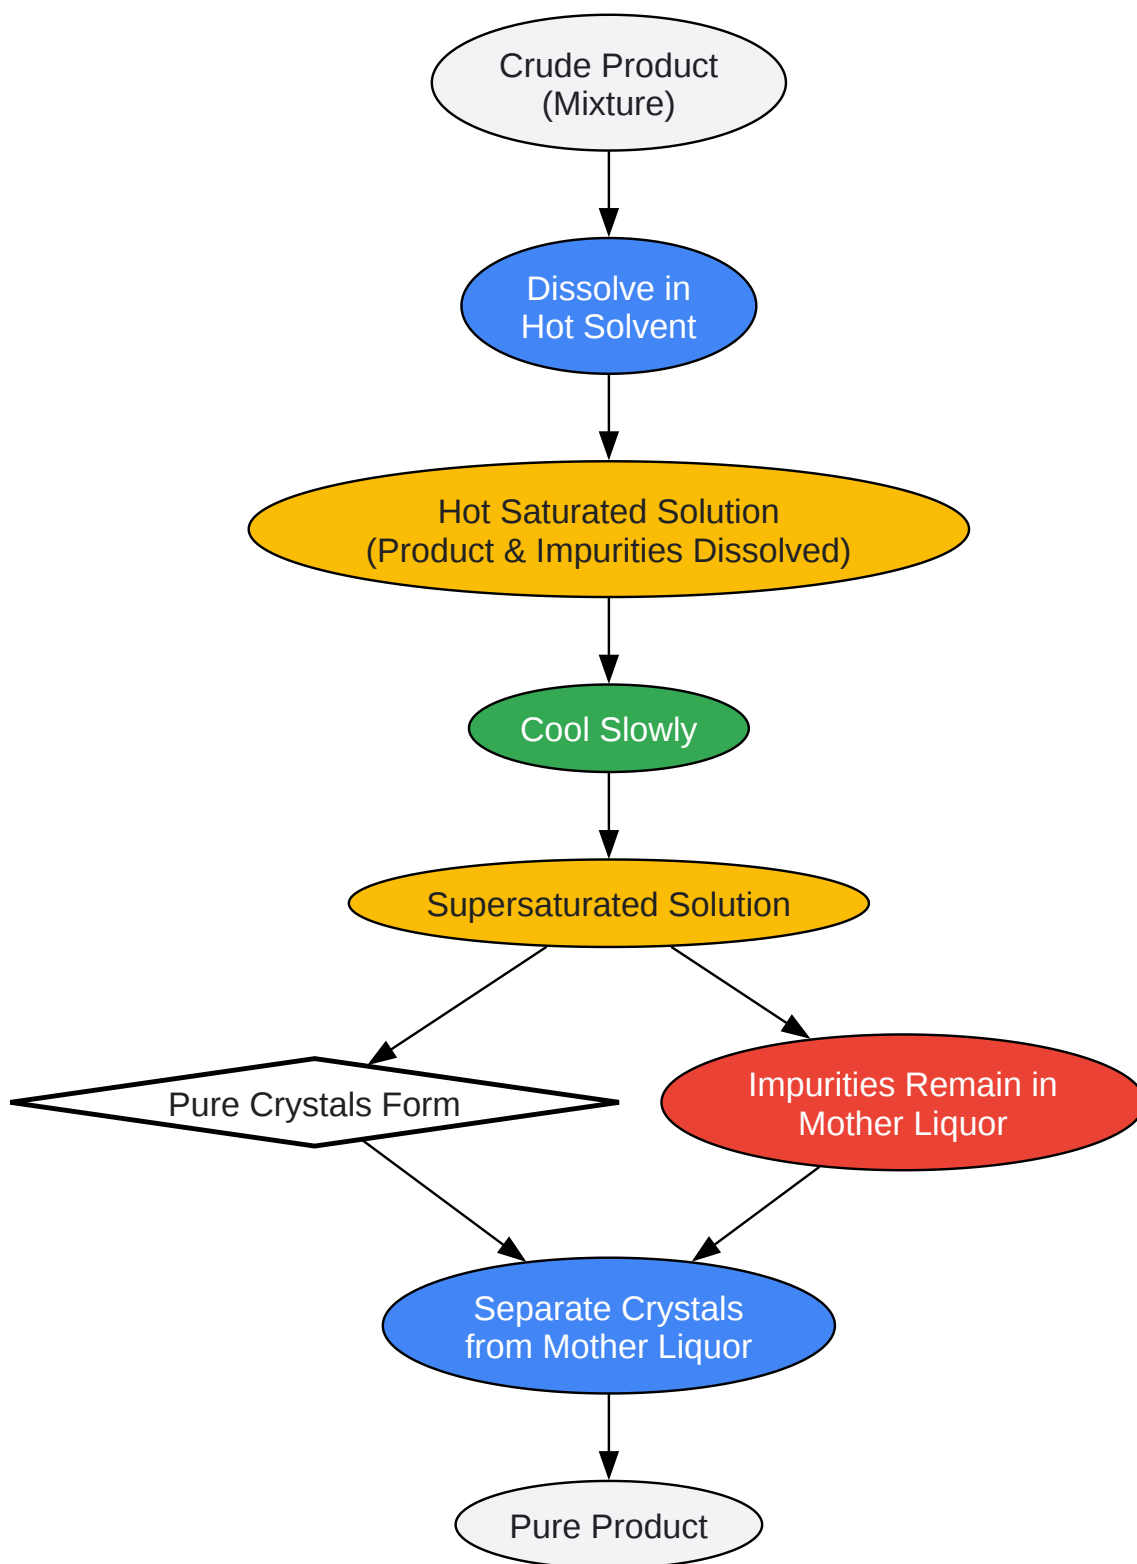 Crude Product
(Mixture)
Dissolve in
Hot Solvent
Hot Saturated Solution
(Product & Impurities Dissolved)
Cool Slowly
Supersaturated Solution
Pure Crystals Form
Impurities Remain in
Mother Liquor
Separate Crystals
from Mother Liquor
Pure Product